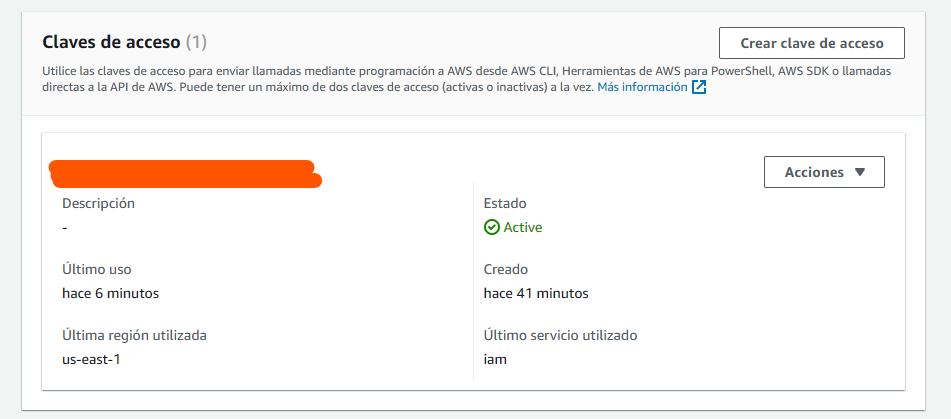 Claves de acceso (1)
Crear clave de acceso
Utilice las claves de acceso para enviar llamadas mediante programación a AWS desde AWS CLI, Herramientas de AWS para PowerShell, AWS SDK o llamadas
directas a la API de AWS. Puede tener un máximo de dos claves de acceso (activas o inactivas) a la vez. Más información
Acciones
Descripción
-
Estado
Active
Último uso
hace 6 minutos
Creado
hace 41 minutos
Última región utilizada
us-east-1
Último servicio utilizado
iam